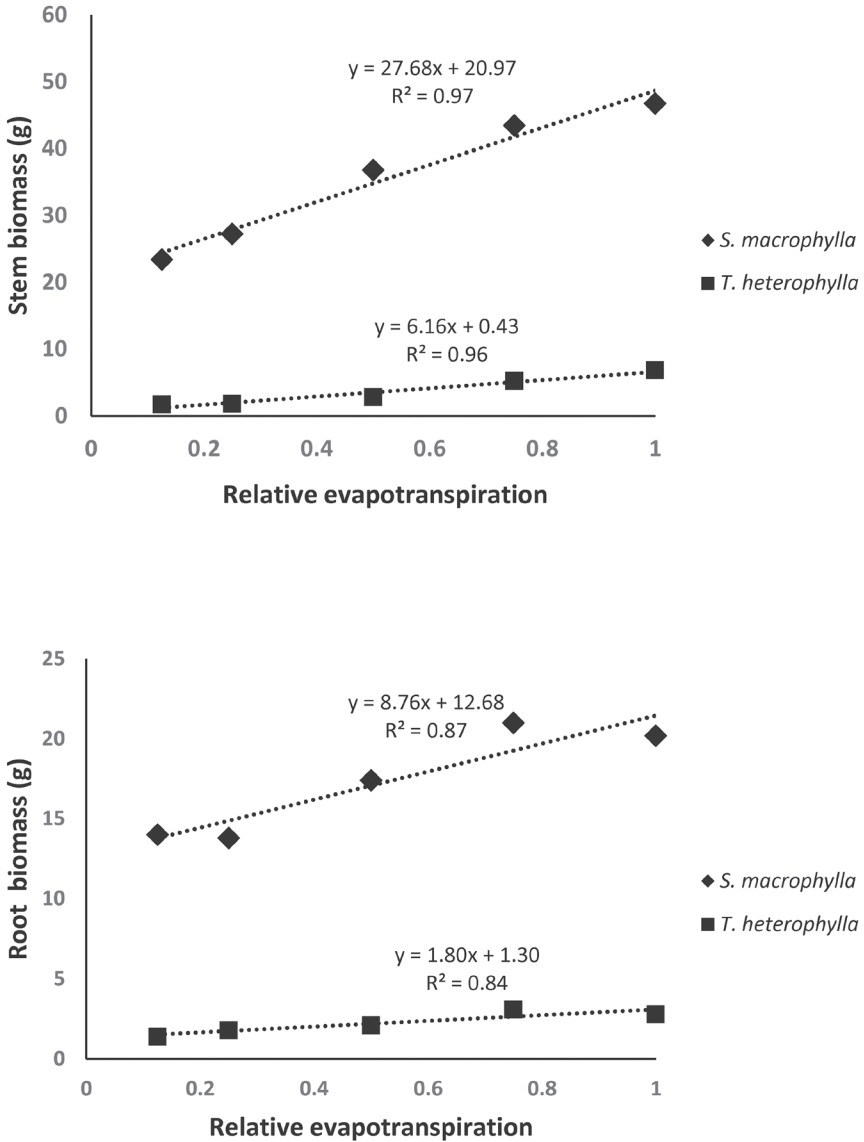 60
50
40
30
20
10
0
Stem biomass (g)
y = 27.68x + 20.97
R² = 0.97
y = 6.16x + 0.43
R² = 0.96
S. macrophylla
T. heterophylla
0 0.2 0.4 0.6 0.8 1
Relative evapotranspiration
25
20
15
10
5
0
Root biomass (g)
y = 8.76x + 12.68
R² = 0.87
y = 1.80x + 1.30
R² = 0.84
S. macrophylla
T. heterophylla
0 0.2 0.4 0.6 0.8 1
Relative evapotranspiration